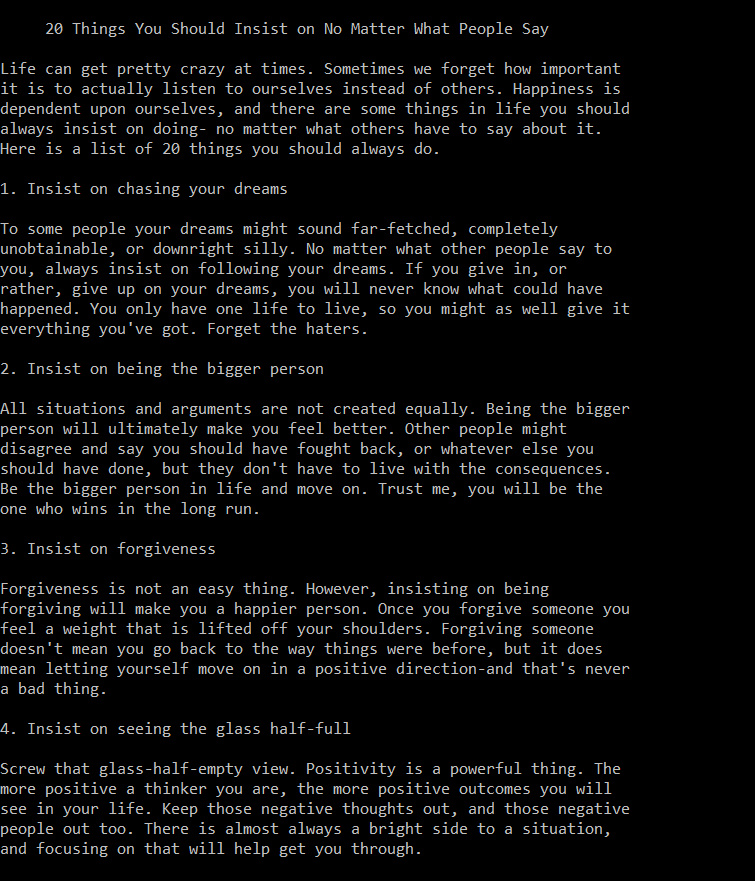 20 Things You Should Insist on No Matter What People Say
Life can get pretty crazy at times. Sometimes we forget how important
it is to actually listen to ourselves instead of others. Happiness is
dependent upon ourselves, and there are some things in life you should
always insist on doing- no matter what others have to say about it.
Here is a list of 20 things you should always do.
1. Insist on chasing your dreams
To some people your dreams might sound far-fetched, completely
unobtainable, or downright silly. No matter what other people say to
you, always insist on following your dreams. If you give in, or
rather, give up on your dreams, you will never know what could have
happened. You only have one life to live, so you might as well give it
everything you've got. Forget the haters.
2. Insist on being the bigger person
All situations and arguments are not created equally. Being the bigger
person will ultimately make you feel better. Other people might
disagree and say you should have fought back, or whatever else you
should have done, but they don't have to live with the consequences.
Be the bigger person in life and move on. Trust me, you will be the
one who wins in the long run.
3. Insist on forgiveness
Forgiveness is not an easy thing. However, insisting on being
forgiving will make you a happier person. Once you forgive someone you
feel a weight that is lifted off your shoulders. Forgiving someone
doesn't mean you go back to the way things were before, but it does
mean letting yourself move on in a positive direction-and that's never
a bad thing.
4. Insist on seeing the glass half-full
Screw that glass-half-empty view. Positivity is a powerful thing. The
more positive a thinker you are, the more positive outcomes you will
see in your life. Keep those negative thoughts out, and those negative
people out too. There is almost always a bright side to a situation,
and focusing on that will help get you through.